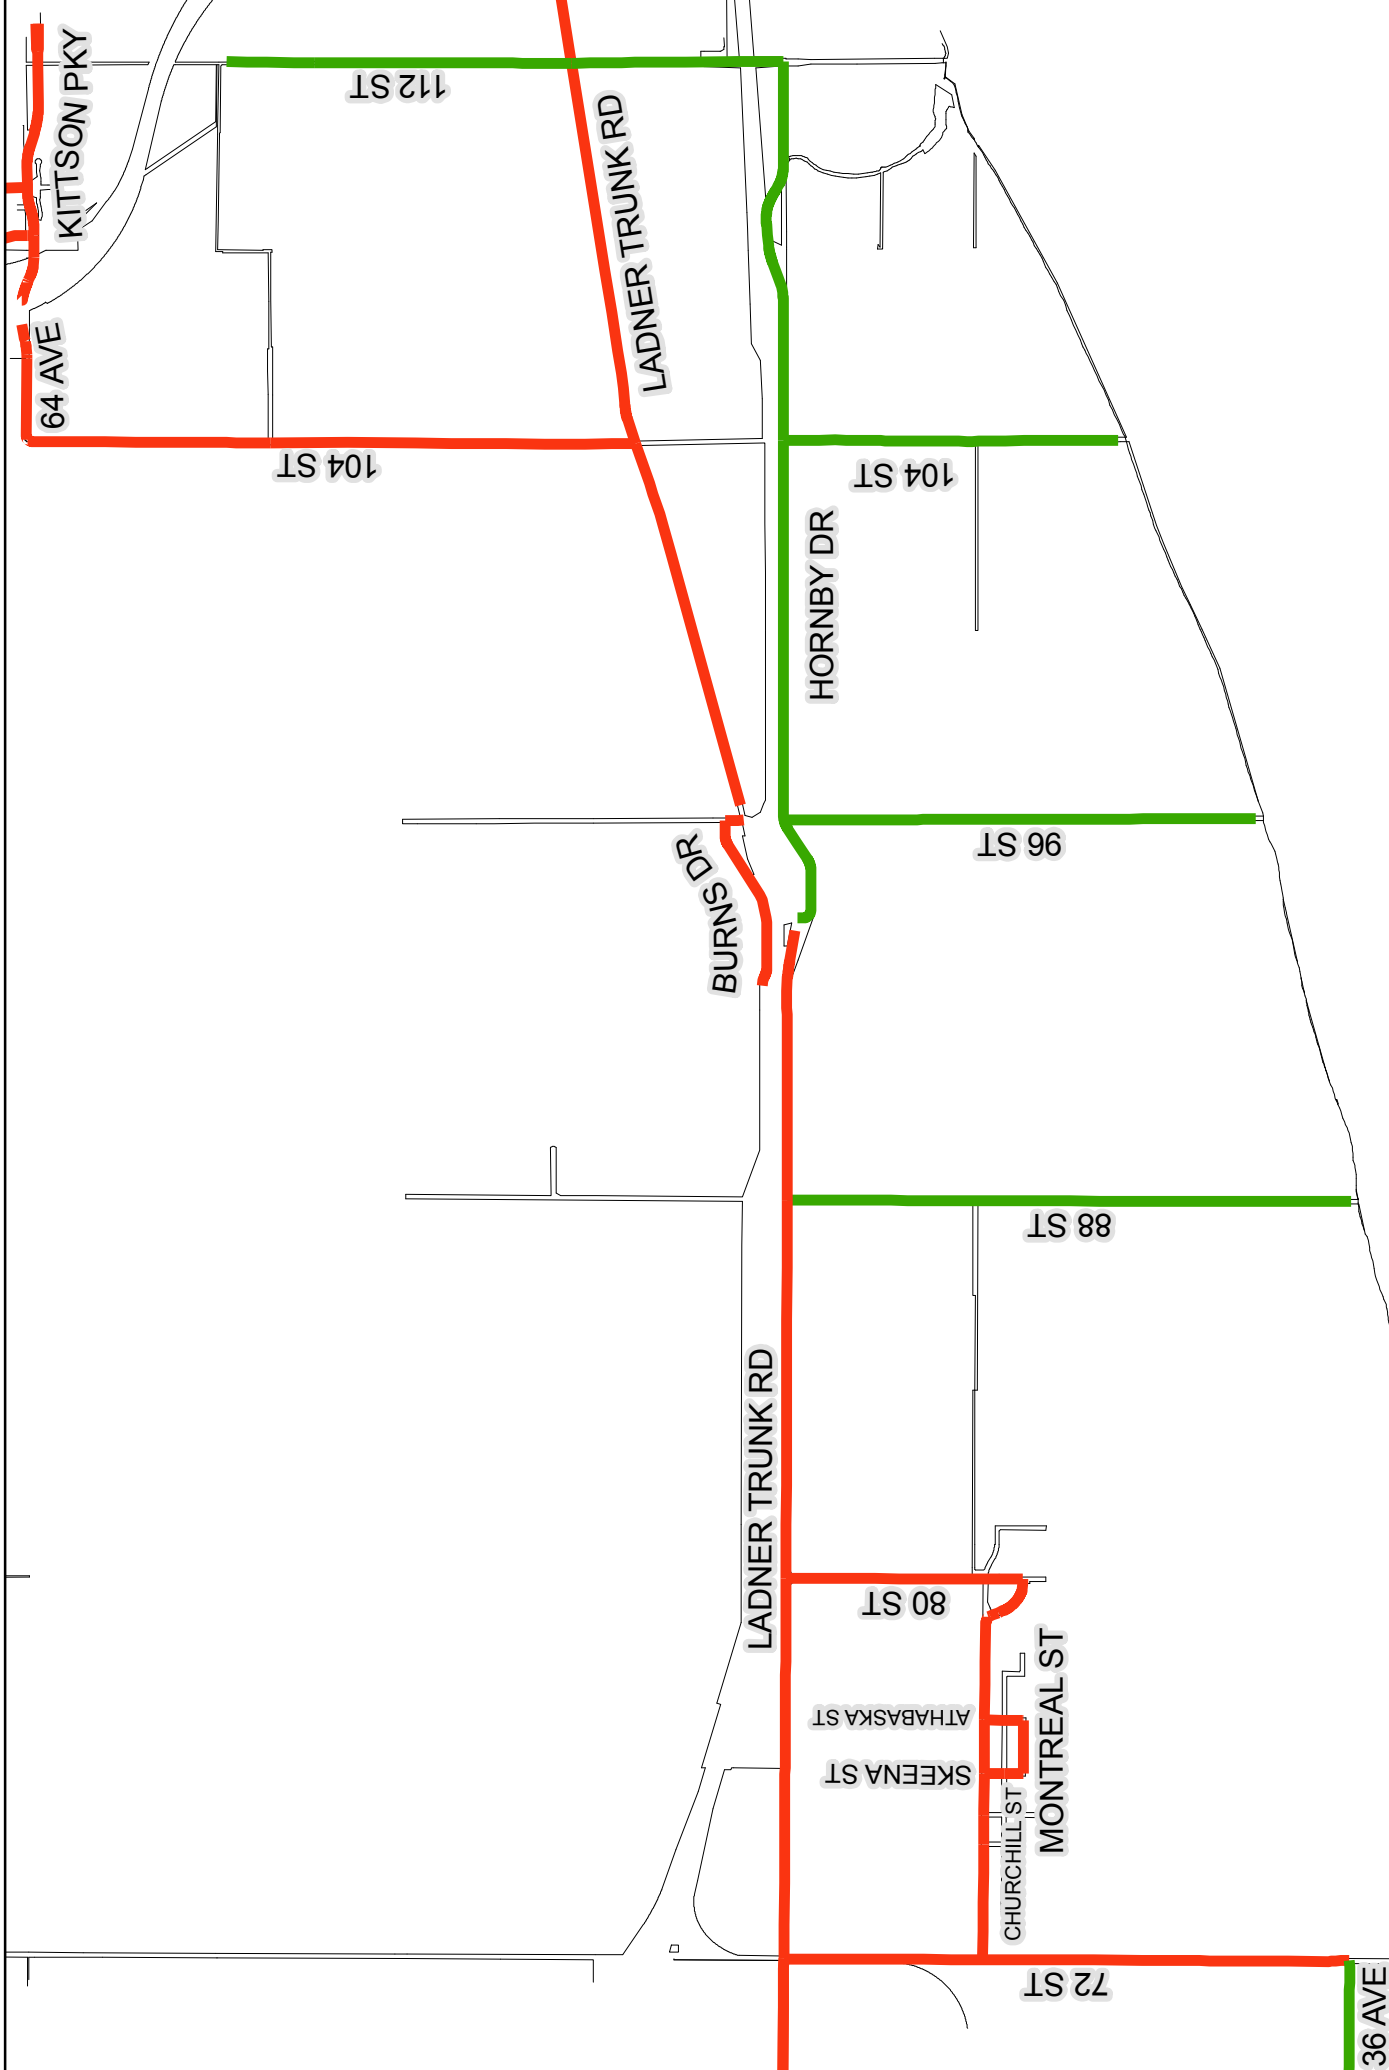 KITTSON PKY
112 ST
LADNER TRUNK RD
64 AVE
104 ST
104 ST
HORNBY DR
96 ST
BURNS DR
88 ST
LADNER TRUNK RD
80 ST
ATHABASKA ST
SKEENA ST
MONTREAL ST
CHURCHILL ST
72 ST
36 AVE